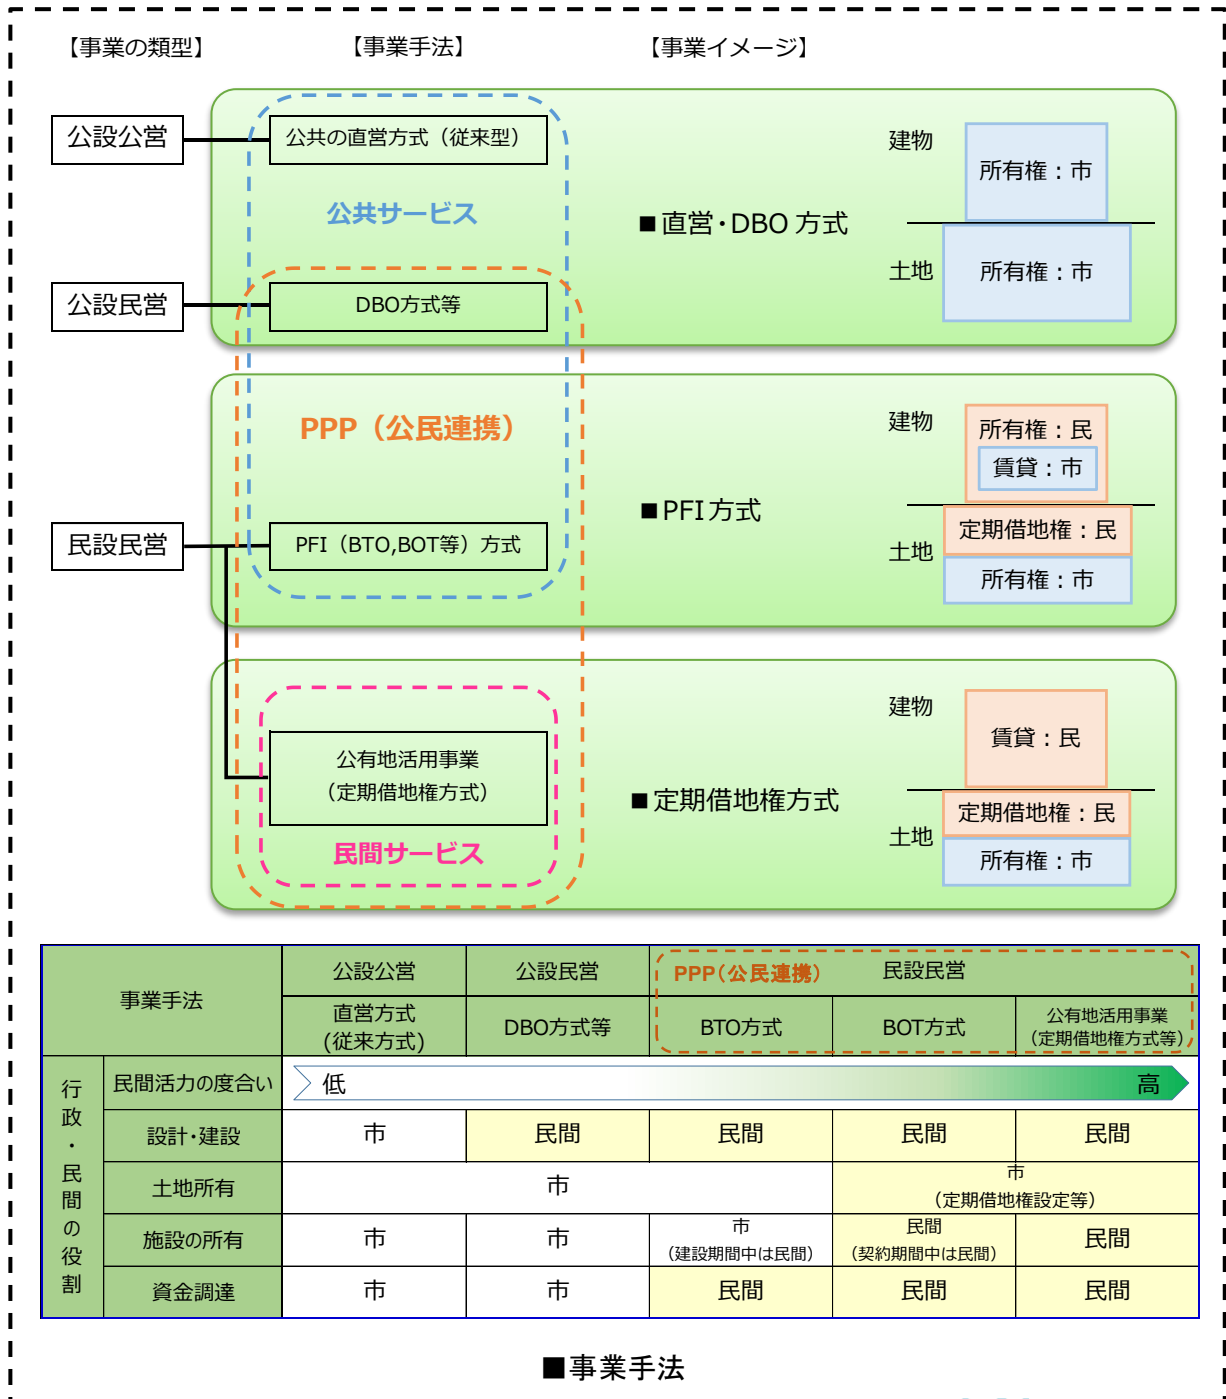 【事業の類型】 【事業手法】 【事業イメージ】
公設公営
公共の直営方式（従来型）
公共サービス
公設民営
DBO方式等
■直営・DBO 方式
建物
所有権：市
土地
所有権：市
PPP（公民連携）
民設民営
PFI（BTO,BOT等）方式
■PFI方式
建物
所有権：民
賃貸：市
土地
定期借地権：民
所有権：市
公有地活用事業
（定期借地権方式）
民間サービス
■定期借地権方式
建物
賃貸：民
土地
定期借地権：民
所有権：市
事業手法 公設公営 公設民営 PPP（公民連携） 民設民営
直営方式
(従来方式)
DBO方式等
BTO方式
BOT方式
公有地活用事業
（定期借地権方式等）
行政・民間の役割
民間活力の度合い 低 高
設計・建設 市 民間 民間 民間 民間
土地所有 市 市
（定期借地権設定等）
施設の所有 市 市 市
（建設期間中は民間）
民間
（契約期間中は民間）
民間
資金調達 市 市 民間 民間 民間
■事業手法